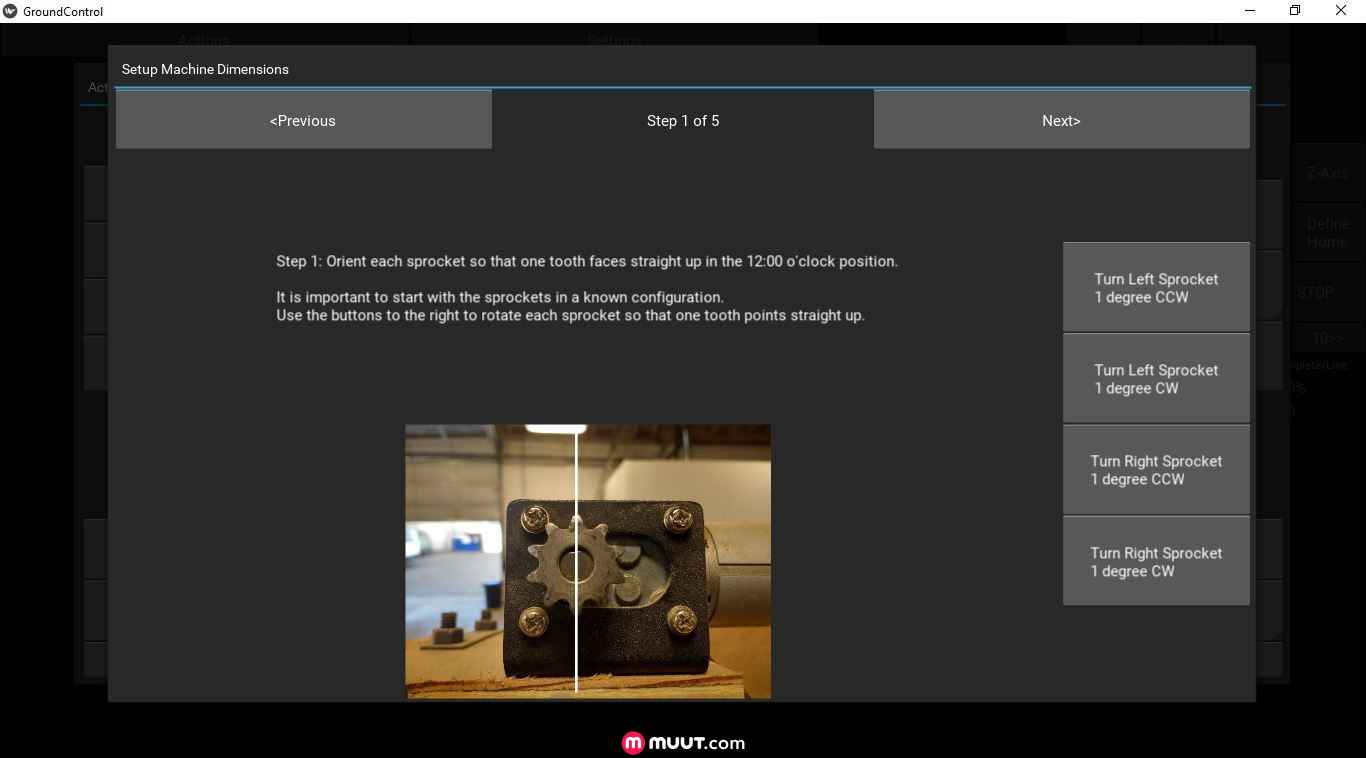 GroundControl
Actions
Settings
Setup Machine Dimensions
<Previous
Step 1 of 5
Next>
Z-Axis
Define
Home
STOP
Step 1: Orient each sprocket so that one tooth faces straight up in the 12:00 o'clock position.
It is important to start with the sprockets in a known configuration.
Use the buttons to the right to rotate each sprocket so that one tooth points straight up.
Turn Left Sprocket
1 degree CCW
Turn Left Sprocket
1 degree CW
Turn Right Sprocket
1 degree CCW
Turn Right Sprocket
1 degree CW
muut.com